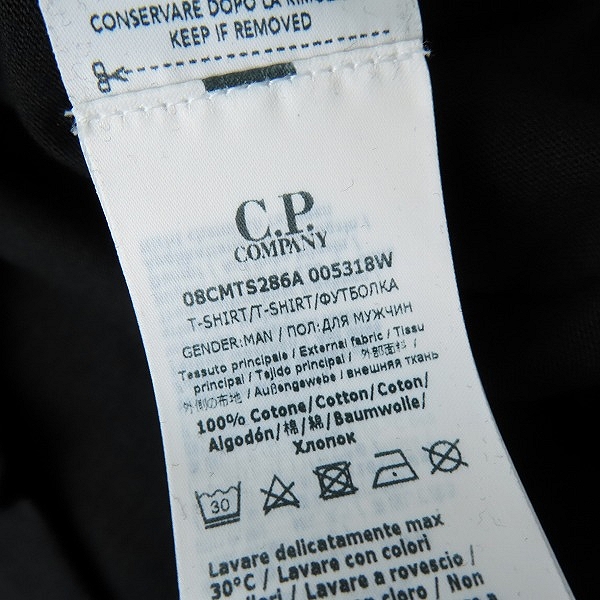 CONSERVARE DOPO LA
KEEP IF REMOVED
C.P.
COMPANY
08CMTS286A 005318W
T-SHIRT/T-SHIRT/ФУТБОЛКА
GENDER:MAN / ПОЛ:ДЛЯ МУЖЧИН
Tessuto principale / External fabric / Tissu
principal / Tejido principal / 外部面料 /
外側の布地 / Außengewebe / внешняя ткань
100% Cotone/Cotton/Coton/
Algodón/棉/綿/Baumwolle/
Хлопок
30
Lavare delicatamente max
30°C / Lavare con colori
/ Lavare a rovescio /
cloro / Non